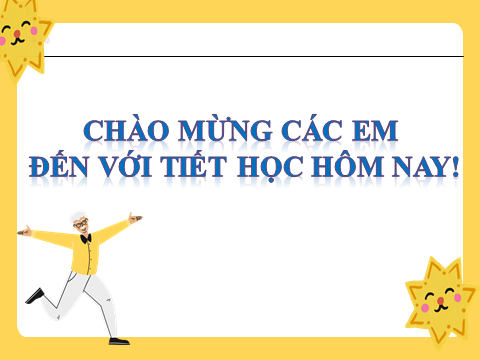 CHÀO MỪNG CÁC EM
ĐẾN VỚI TIẾT HỌC HÔM NAY!